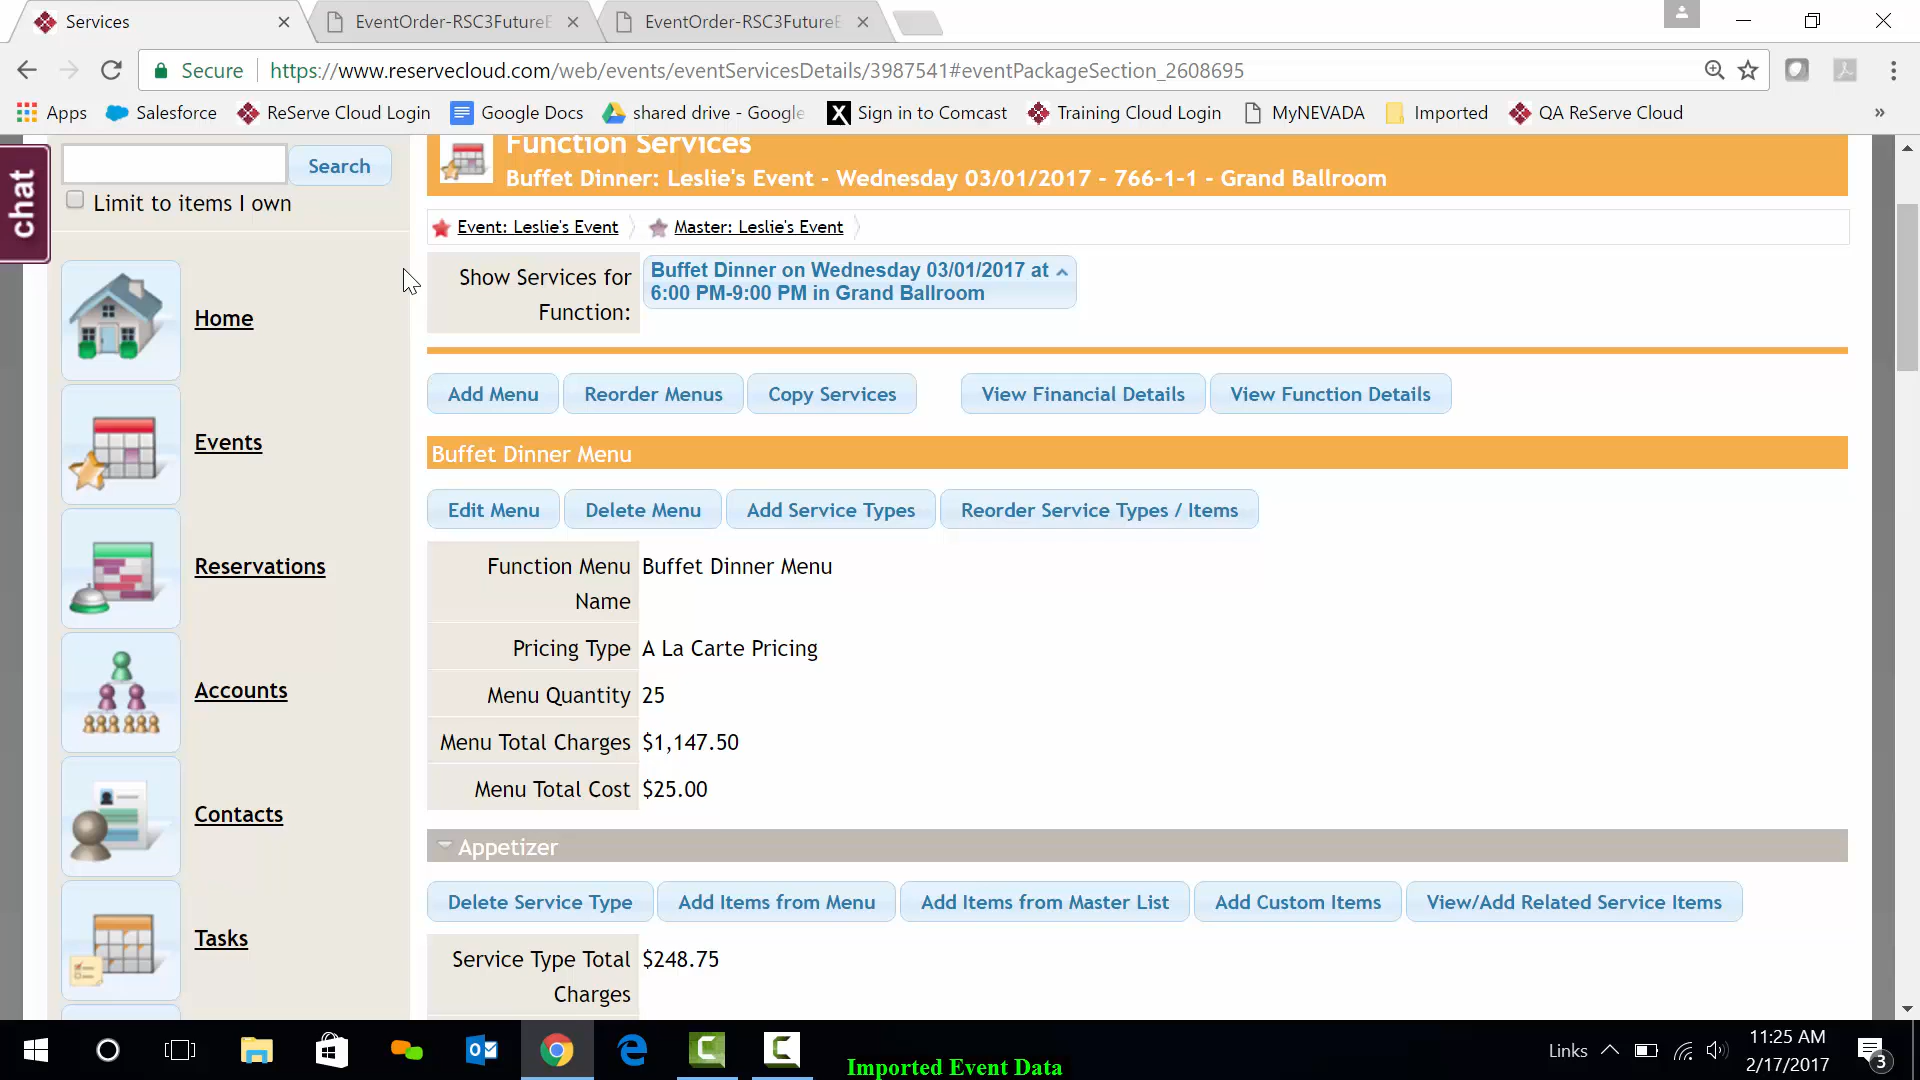 Services
EventOrder-RSC3FutureE
EventOrder-RSC3FutureE
Secure
https://www.reservecloud.com/web/events/eventServicesDetails/3987541#eventPackageSection_2608695
Apps
Salesforce
ReServe Cloud Login
Google Docs
shared drive - Google
X
Sign in to Comcast
Training Cloud Login
MyNEVADA
Imported
QA ReServe Cloud
»
chat
Search
Limit to items I own
Home
Events
Reservations
Accounts
Contacts
Tasks
Function Services
Buffet Dinner: Leslie's Event - Wednesday 03/01/2017 - 766-1-1 - Grand Ballroom
Event: Leslie's Event
Master: Leslie's Event
Show Services for
Function:
Buffet Dinner on Wednesday 03/01/2017 at
6:00 PM-9:00 PM in Grand Ballroom
Add Menu
Reorder Menus
Copy Services
View Financial Details
View Function Details
Buffet Dinner Menu
Edit Menu
Delete Menu
Add Service Types
Reorder Service Types / Items
Function Menu
Name
Buffet Dinner Menu
Pricing Type
A La Carte Pricing
Menu Quantity
25
Menu Total Charges
$1,147.50
Menu Total Cost
$25.00
Appetizer
Delete Service Type
Add Items from Menu
Add Items from Master List
Add Custom Items
View/Add Related Service Items
Service Type Total
Charges
$248.75
Imported Event Data
Links
11:25 AM
2/17/2017
3